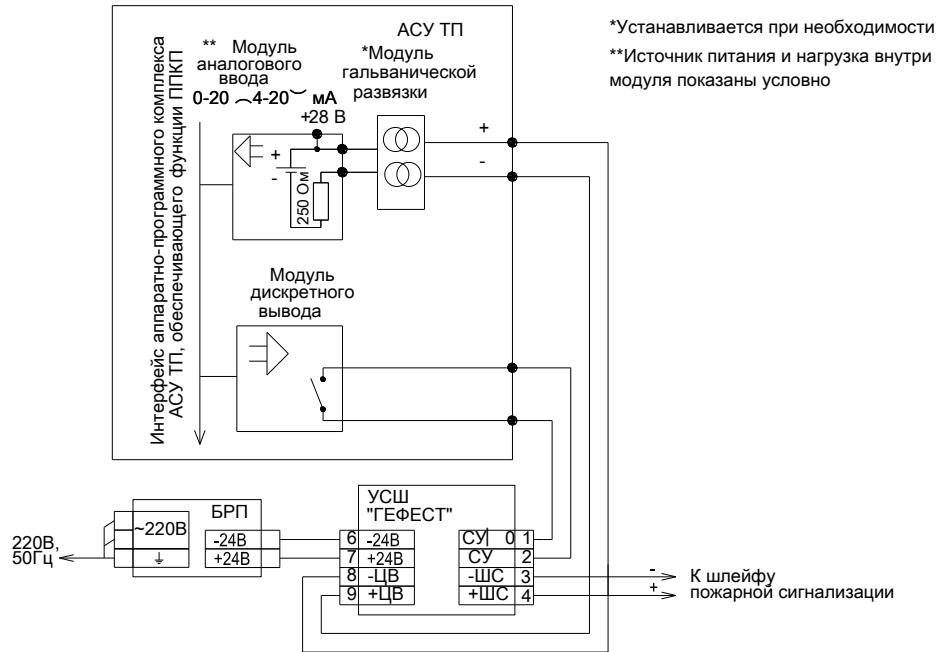 АСУ ТП
*Устанавливается при необходимости
**Источник питания и нагрузка внутри
модуля показаны условно
** Модуль
аналогового
ввода
0-20 4-20 мА
+28 В
*Модуль
гальванической
развязки
+
-
+
-
250 Ом
Интерфейс аппаратно-программного комплекса
АСУ ТП, обеспечивающего функции ППКП
Модуль
дискретного
вывода
220В,
50Гц
БРП
~220В
-24В
+24В
УСШ
"ГЕФЕСТ"
6 -24В
7 +24В
8 -ЦВ
9 +ЦВ
СУ 0 1
СУ 2
-ШС 3
+ШС 4
-
+
К шлейфу
пожарной сигнализации